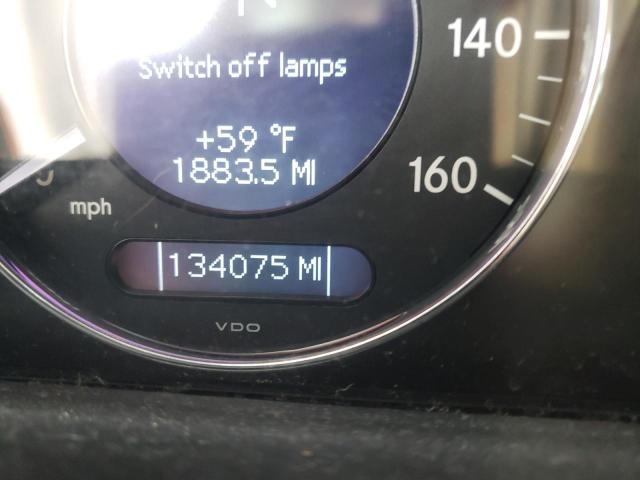 140
Switch off lamps
+59 °F
1883.5 MI
160
mph
134075 MI
VDO